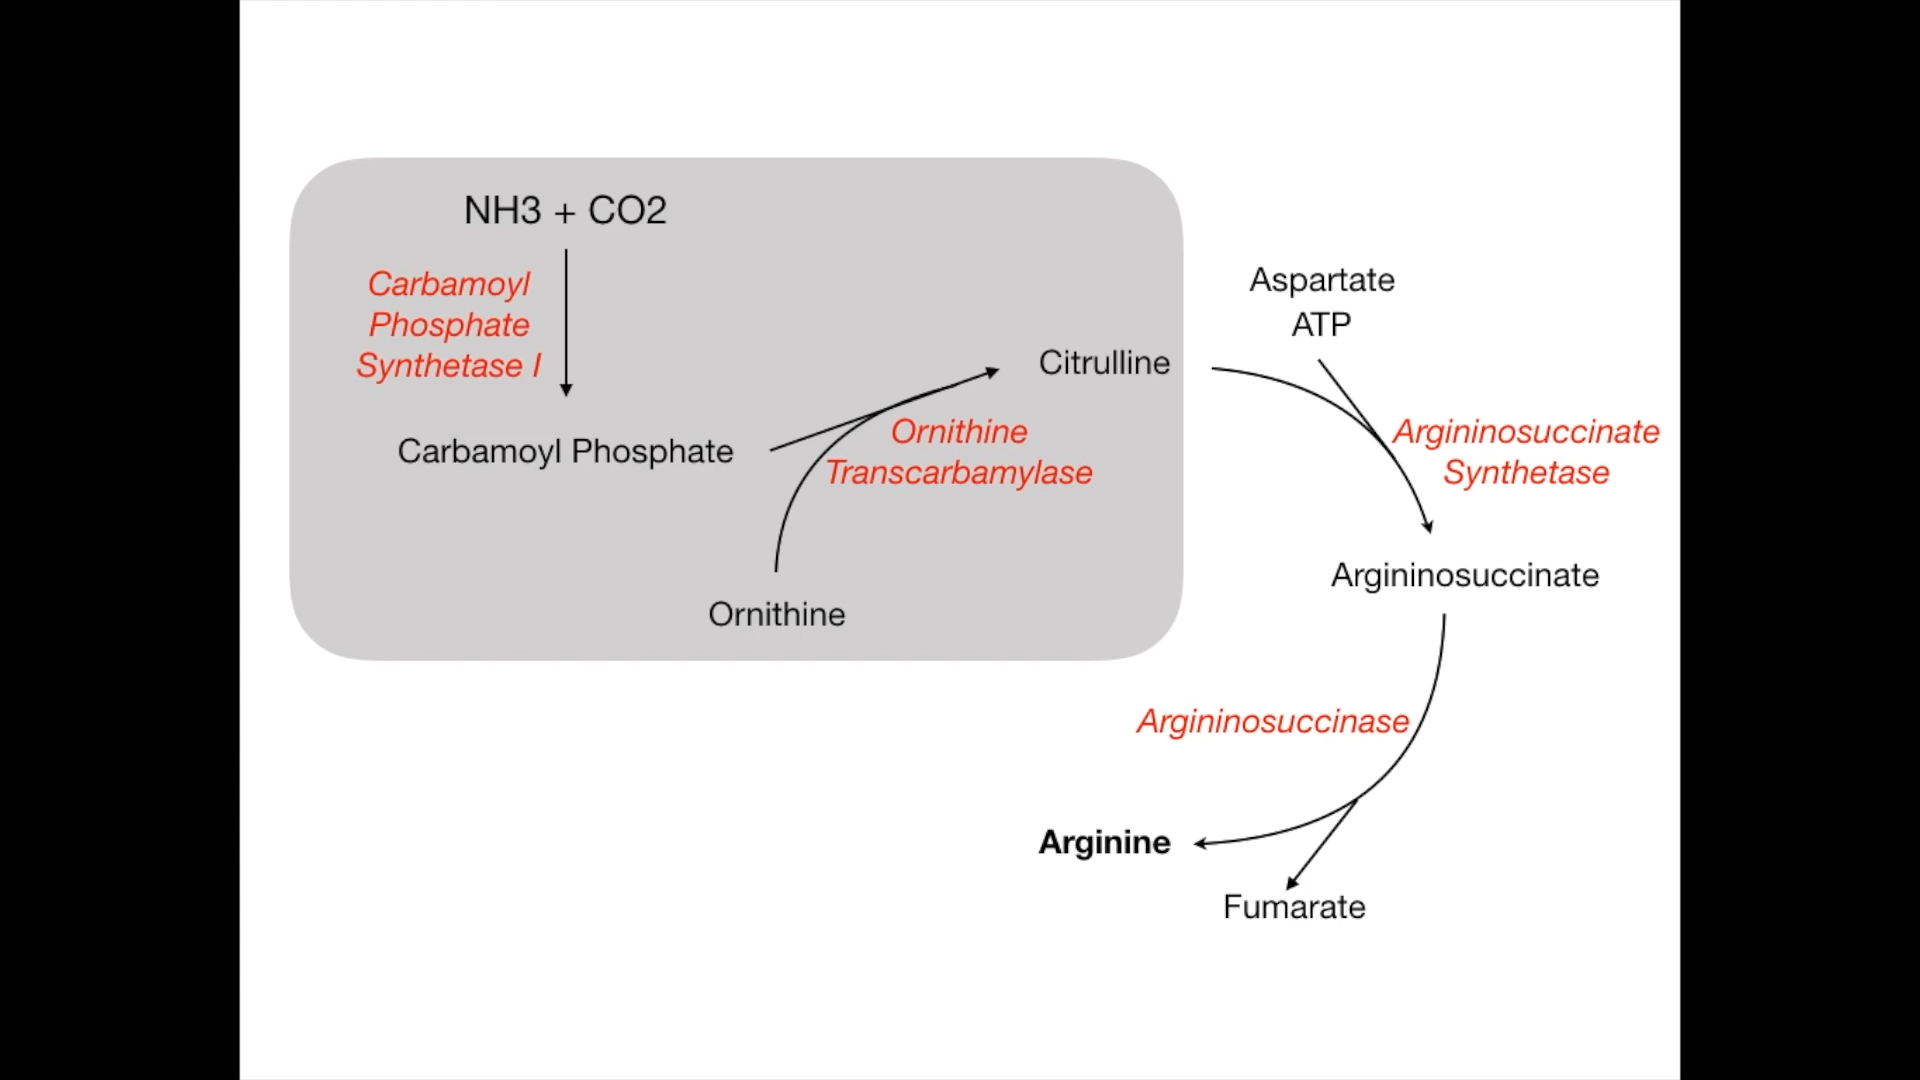 NH3 + CO2
Carbamoyl
Phosphate
Synthetase I
Carbamoyl Phosphate
Ornithine
Ornithine
Transcarbamylase
Citrulline
Aspartate
ATP
Argininosuccinate
Synthetase
Argininosuccinate
Argininosuccinase
Arginine
Fumarate